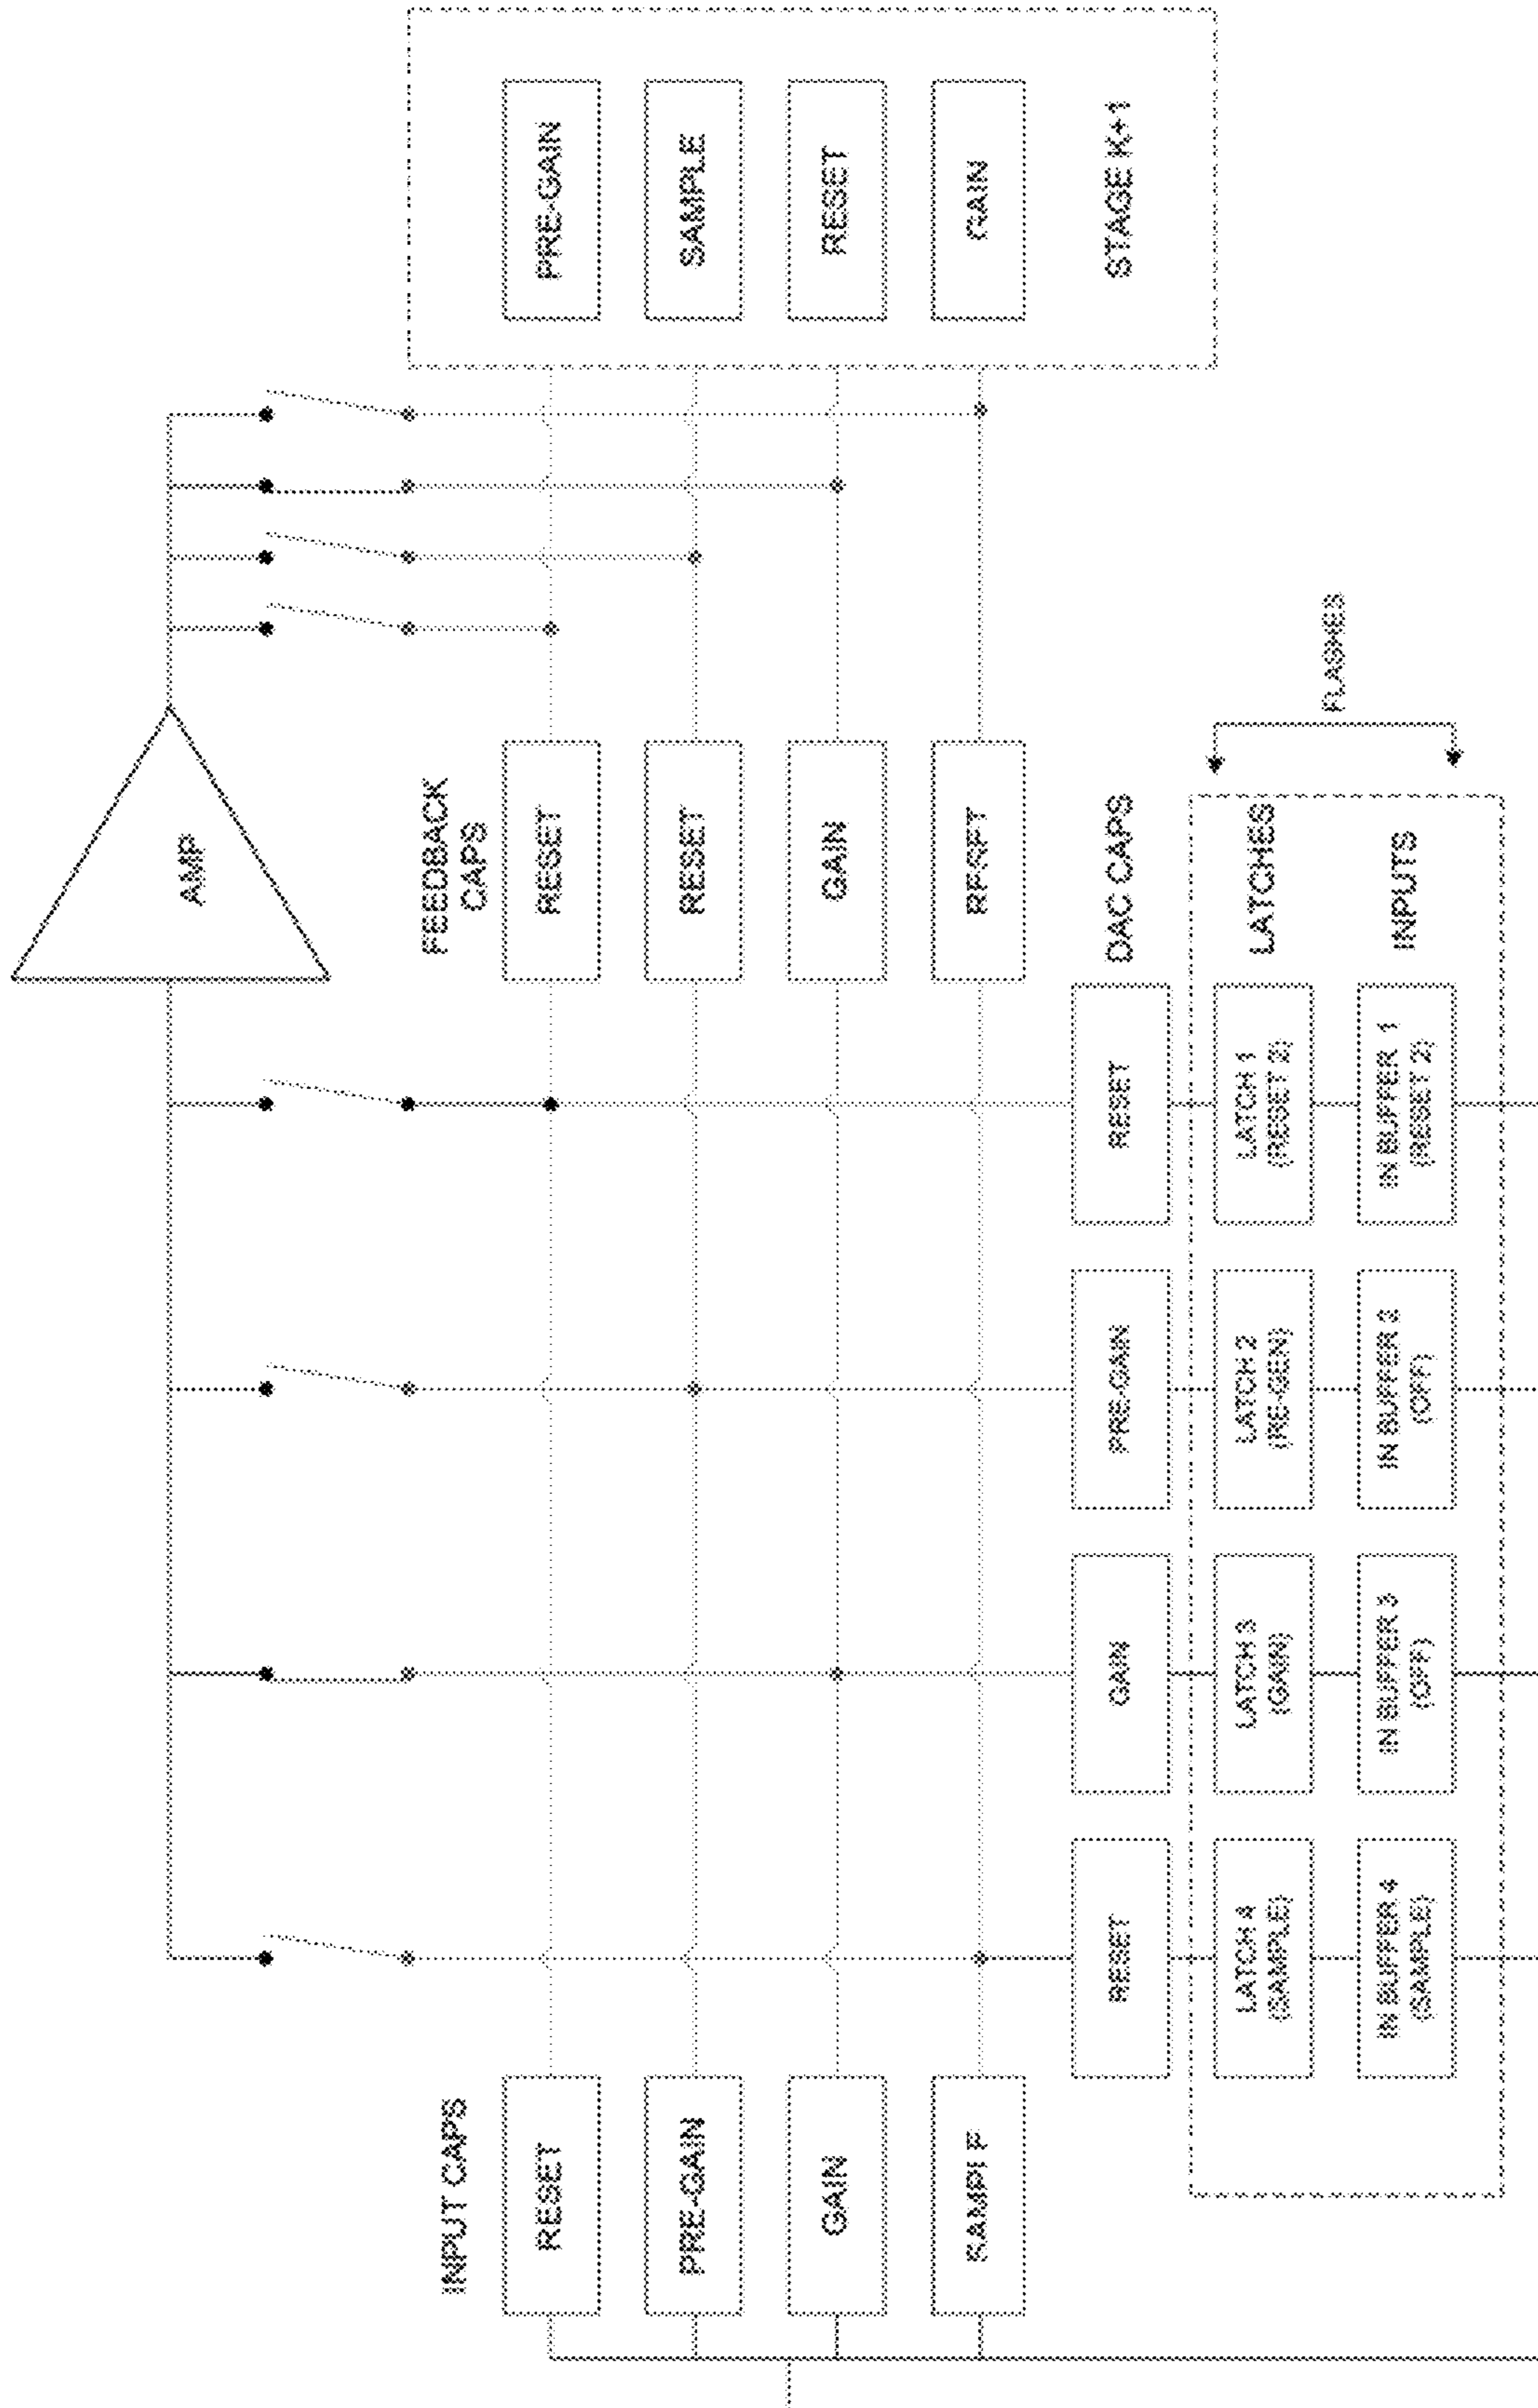 AMP
INPUT CAPS
RESET
PRE-GAIN
GAIN
SAMPLE
FEEDBACK
CAPS
RESET
RESET
GAIN
RESET
PRE-GAIN
SAMPLE
RESET
GAIN
STAGE K+1
RESET
GAIN
PRE-GAIN
RESET
DAC CAPS
LATCH 4
(SAMPLE)
LATCH 3
(GAIN)
LATCH 2
(RE-GEN)
LATCH 1
(RESET 2)
LATCHES
IN BUFFER 4
(SAMPLE)
IN BUFFER 3
(OFF)
IN BUFFER 2
(OFF)
IN BUFFER 1
(RESET 2)
INPUTS
FLASHES